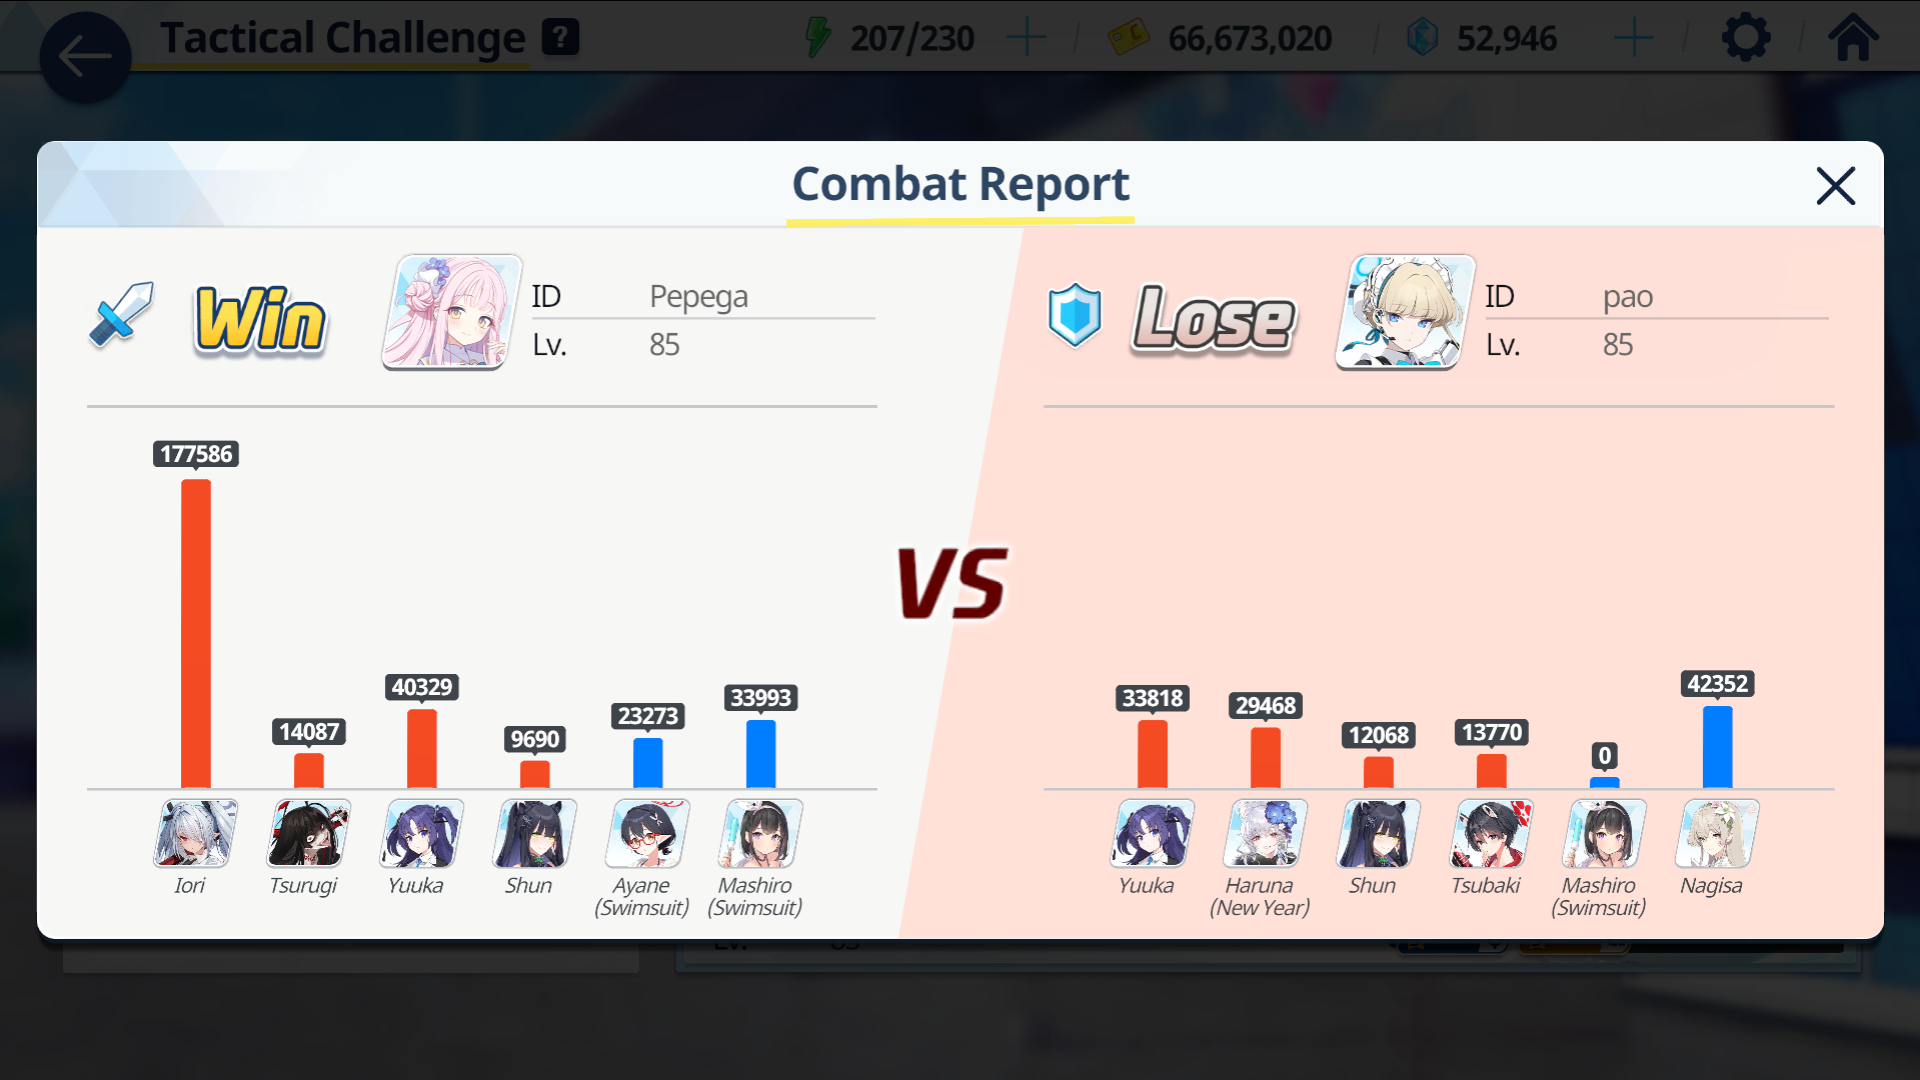 Tactical Challenge ?
207/230
66,673,020
52,946
Combat Report
Win
ID Pepega
Lv. 85
Lose
ID pao
Lv. 85
177586
14087
40329
9690
23273
33993
VS
33818
29468
12068
13770
0
42352
Iori
Tsurugi
Yuuka
Shun
Ayane
(Swimsuit)
Mashiro
(Swimsuit)
Yuuka
Haruna
(New Year)
Shun
Tsubaki
Mashiro
(Swimsuit)
Nagisa
Lv. 85